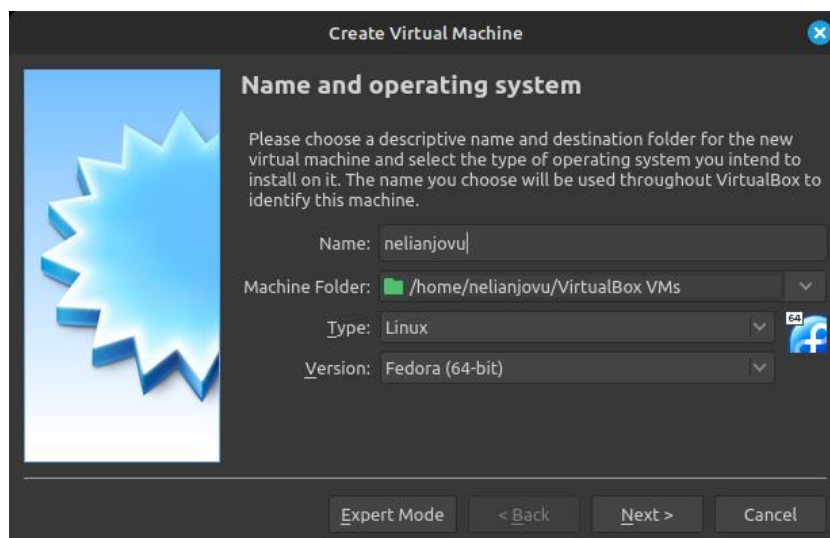 Create Virtual Machine
Name and operating system
Please choose a descriptive name and destination folder for the new
virtual machine and select the type of operating system you intend to
install on it. The name you choose will be used throughout VirtualBox to
identify this machine.
Name: nelianjovu
Machine Folder: /home/nelianjovu/VirtualBox VMs
Type: Linux
64
Version: Fedora (64-bit)
Expert Mode < Back Next > Cancel